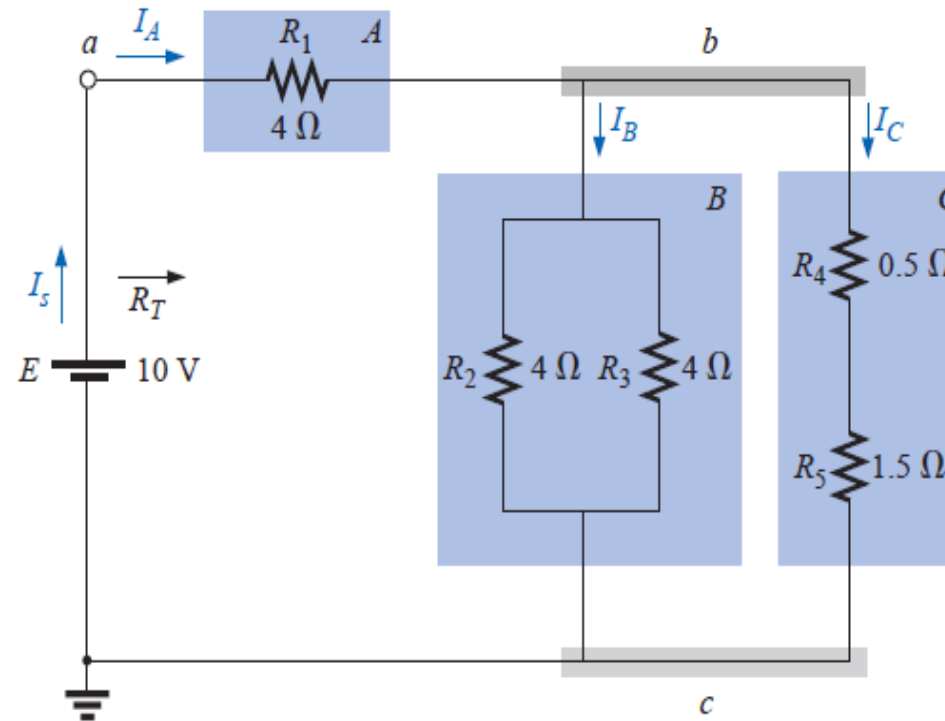 a
I_A
R_1
A
4 Ω
b
I_B
I_C
B
R_2
4 Ω
R_3
4 Ω
R_4
0.5 Ω
R_5
1.5 Ω
I_s
R_T
E
10 V
c